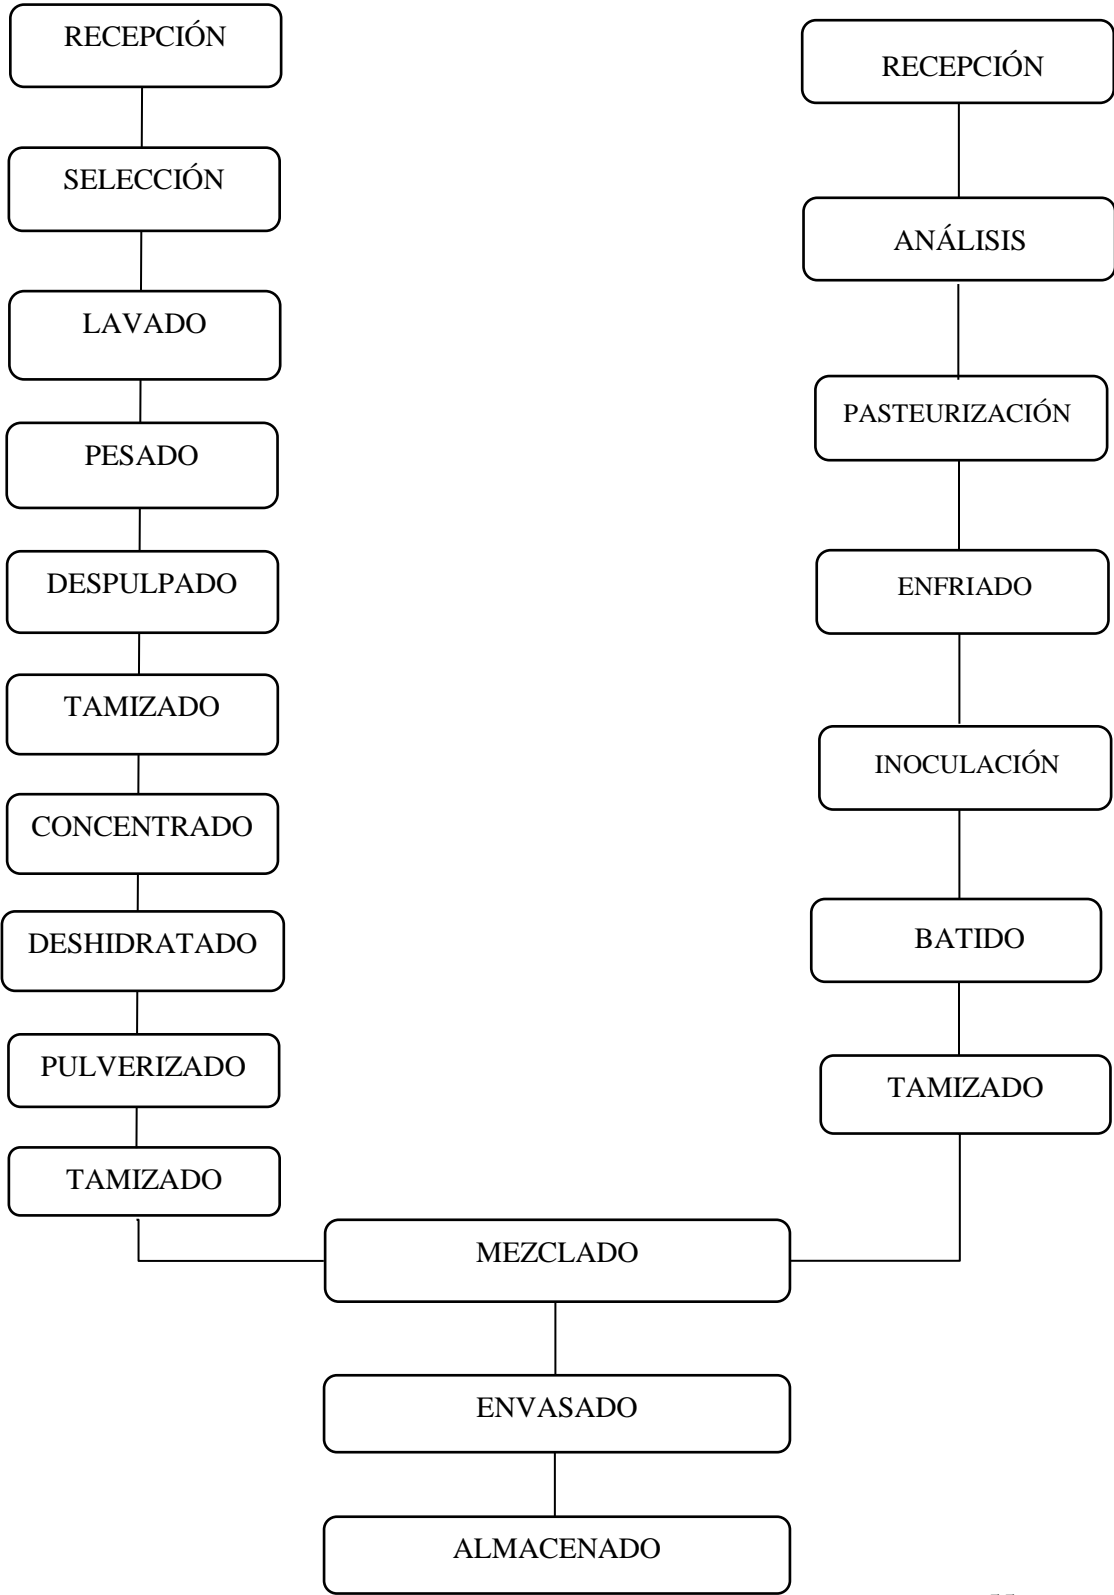 RECEPCIÓN
SELECCIÓN
LAVADO
PESADO
DESPULPADO
TAMIZADO
CONCENTRADO
DESHIDRATADO
PULVERIZADO
TAMIZADO
RECEPCIÓN
ANÁLISIS
PASTEURIZACIÓN
ENFRIADO
INOCULACIÓN
BATIDO
TAMIZADO
MEZCLADO
ENVASADO
ALMACENADO